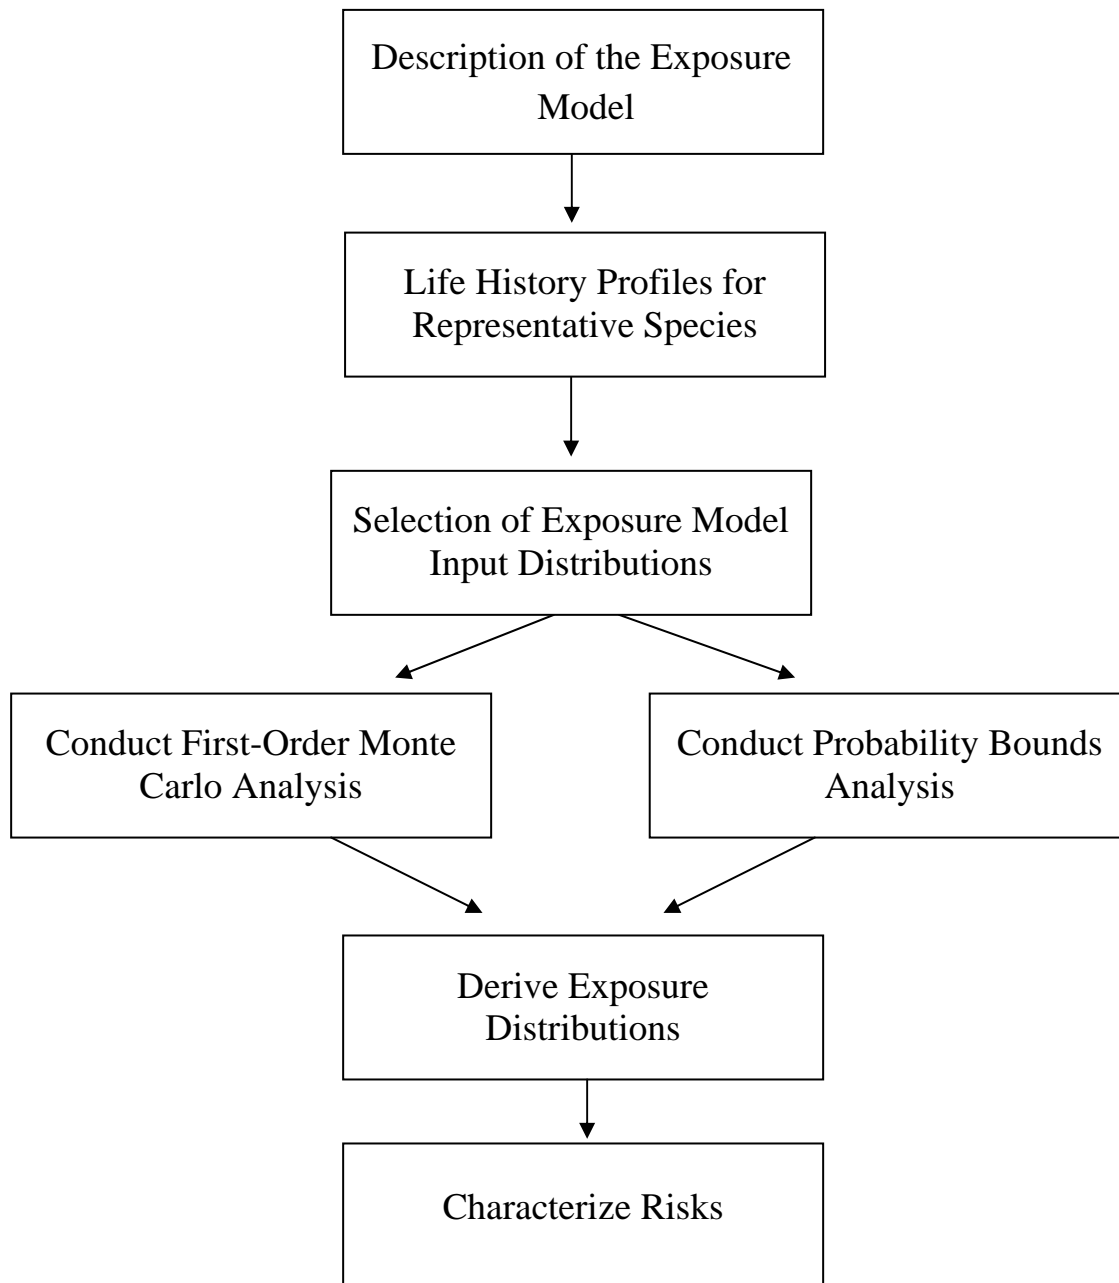 Description of the Exposure
Model
Life History Profiles for
Representative Species
Selection of Exposure Model
Input Distributions
Conduct First-Order Monte
Carlo Analysis
Conduct Probability Bounds
Analysis
Derive Exposure
Distributions
Characterize Risks